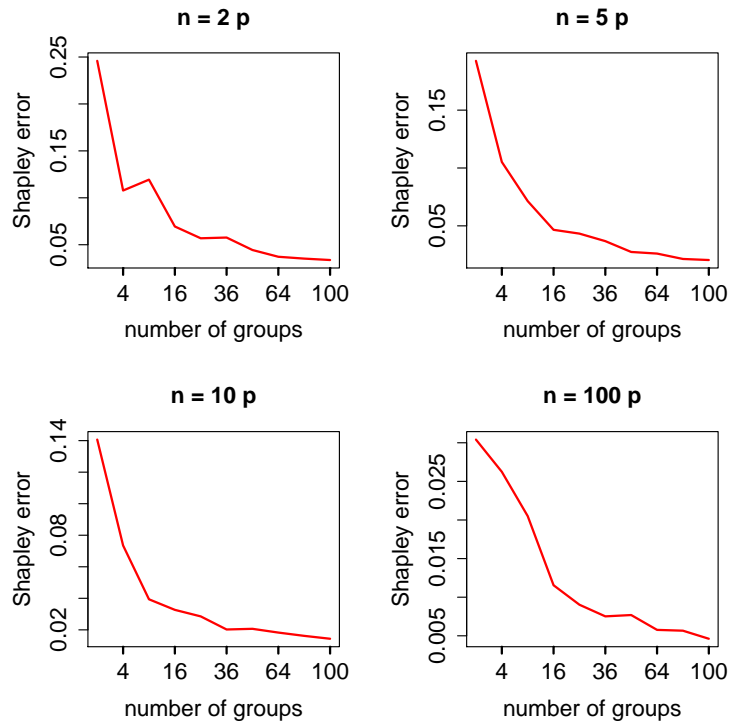 n = 2 p
Shapley error
0.25
0.15
0.05
4 16 36 64 100
number of groups
n = 5 p
Shapley error
0.15
0.05
4 16 36 64 100
number of groups
n = 10 p
Shapley error
0.14
0.08
0.02
4 16 36 64 100
number of groups
n = 100 p
Shapley error
0.025
0.015
0.005
4 16 36 64 100
number of groups